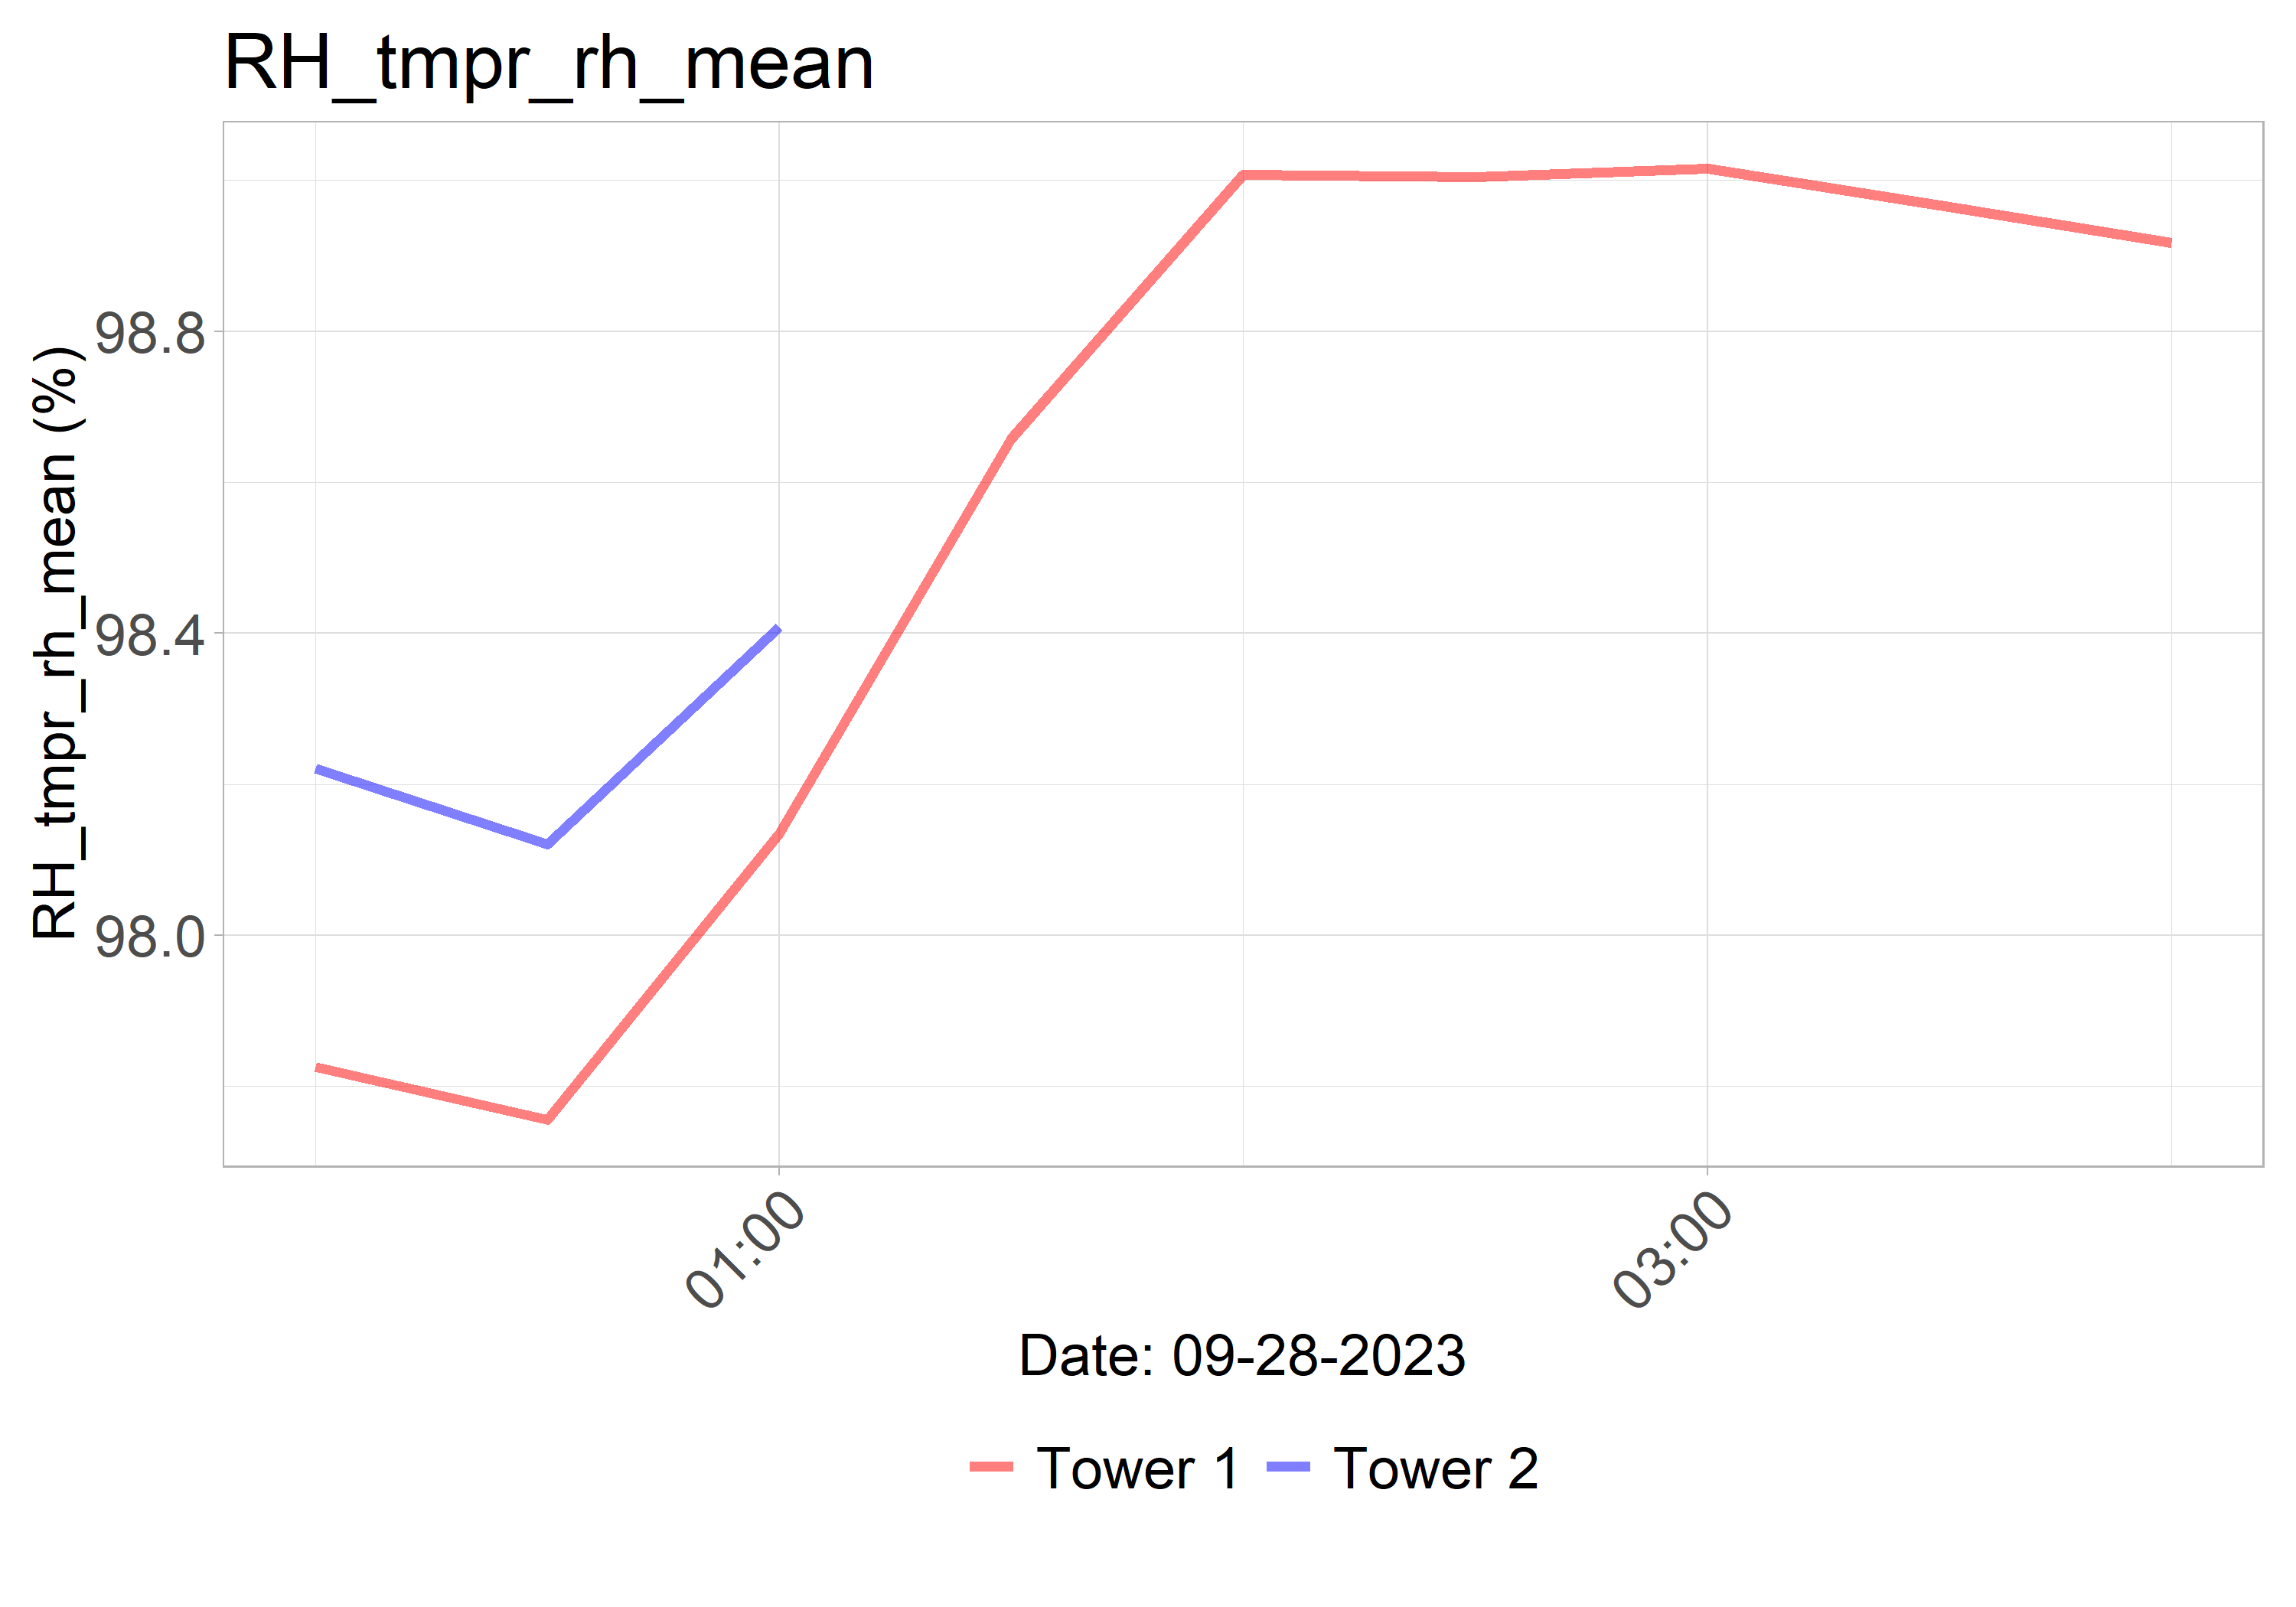 RH_tmpr_rh_mean
RH_tmpr_rh_mean (%)
98.8
98.4
98.0
01:00
03:00
Date: 09-28-2023
Tower 1
Tower 2